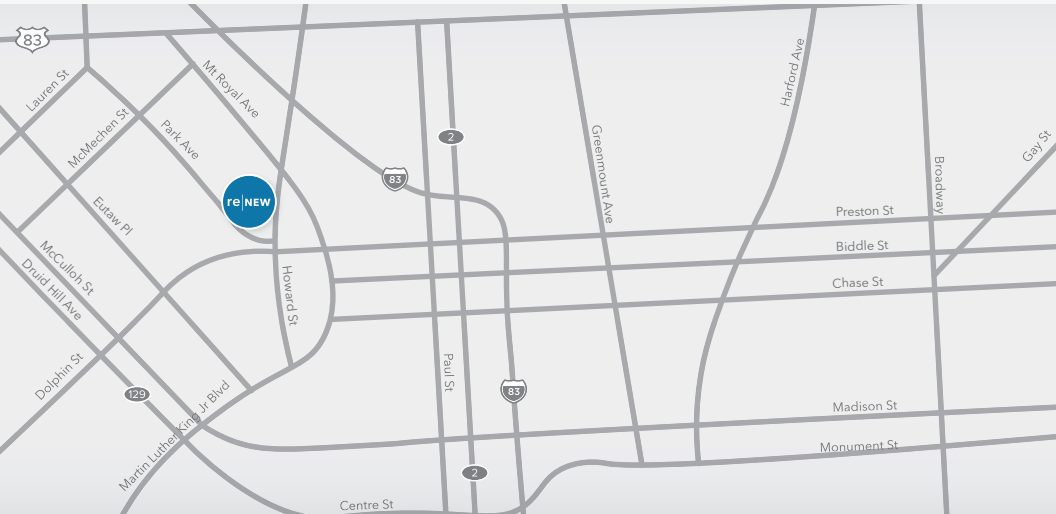 83
Lauren St
McMechen St
Mt Royal Ave
Park Ave
Harford Ave
2
Greenmount Ave
Gay St
83
Broadway
re|NEW
Eutaw Pl
Preston St
Biddle St
McCulloh St
Druid Hill Ave
Howard St
Chase St
Dolphin St
Paul St
129
83
Martin Luther King Jr Blvd
Madison St
Monument St
2
Centre St